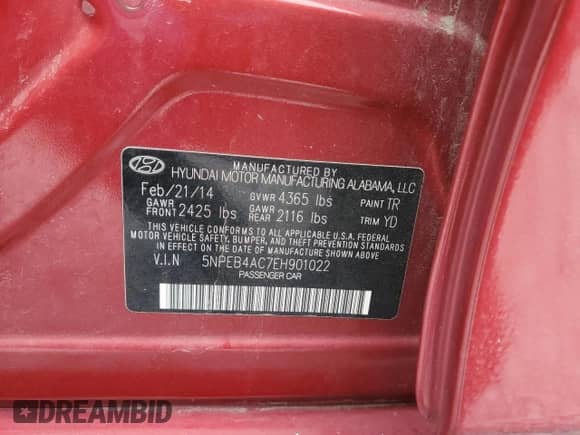 MANUFACTURED BY
HYUNDAI MOTOR MANUFACTURING ALABAMA, LLC
Feb/21/14 GVWR 4365 lbs PAINT TR
GAWR FRONT 2425 lbs GAWR REAR 2116 lbs TRIM YD
THIS VEHICLE CONFORMS TO ALL APPLICABLE U.S.A. FEDERAL
MOTOR VEHICLE SAFETY, BUMPER, AND THEFT PREVENTION STANDARDS
IN EFFECT ON THE DATE OF MANUFACTURE SHOWN ABOVE
V.I.N 5NPEB4AC7EH901022
PASSENGER CAR
DREAMBID